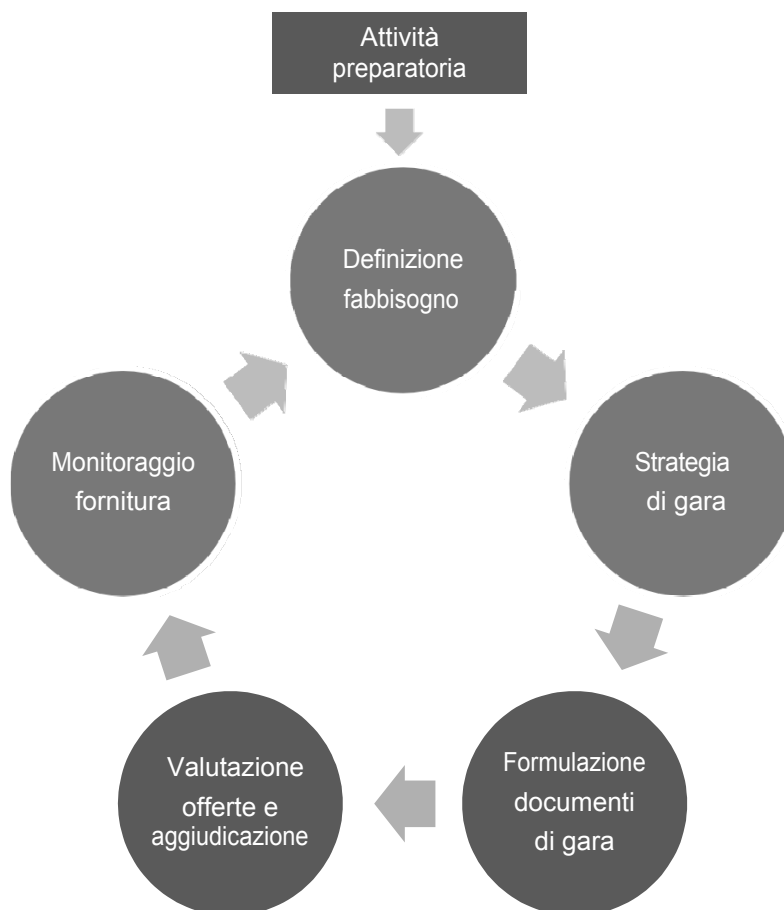 Attività
preparatoria
Definizione
fabbisogno
Strategia
di gara
Formulazione
documenti
di gara
Valutazione
offerte e
aggiudicazione
Monitoraggio
fornitura